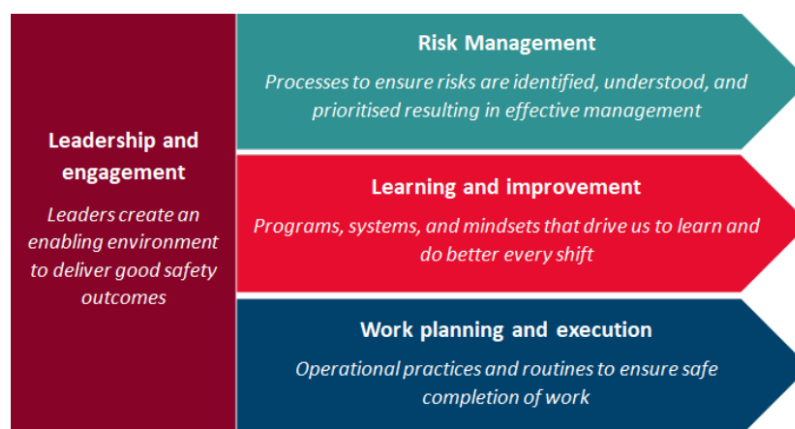 Leadership and
engagement
Leaders create an
enabling environment
to deliver good safety
outcomes
Risk Management
Processes to ensure risks are identified, understood, and
prioritised resulting in effective management
Learning and improvement
Programs, systems, and mindsets that drive us to learn and
do better every shift
Work planning and execution
Operational practices and routines to ensure safe
completion of work